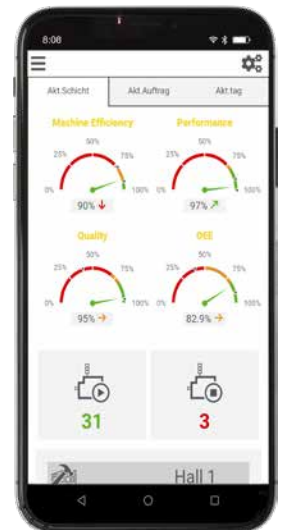 8:08
Akt.Schicht Akt.Auftrag Akt tag
Machine Efficiency Performance
50% 50%
25% 75% 25% 75%
0% 100% 0% 100%
90% 97%
Quality OEE
50% 50%
25% 75% 25% 75%
0% 100% 0% 100%
95% 82.9%
31 3
Hall 1